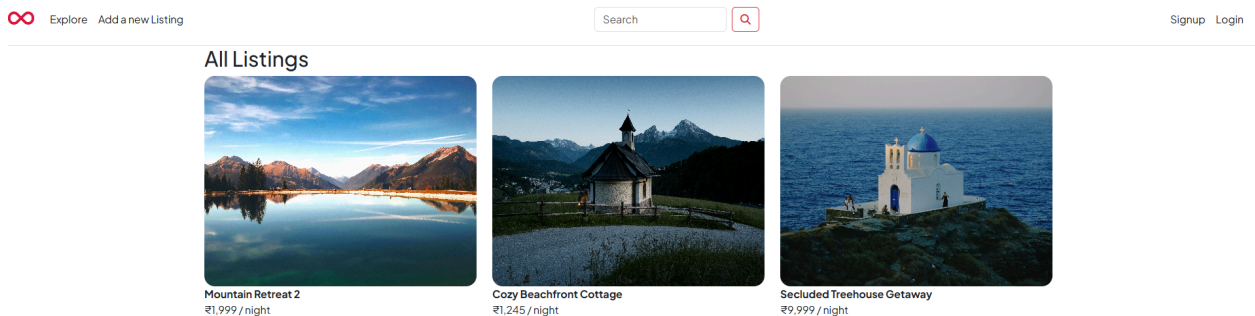 Explore Add a new Listing Search Signup Login
All Listings
Mountain Retreat 2 Cozy Beachfront Cottage Secluded Treehouse Getaway
₹1,999 / night ₹1,245 / night ₹9,999 / night